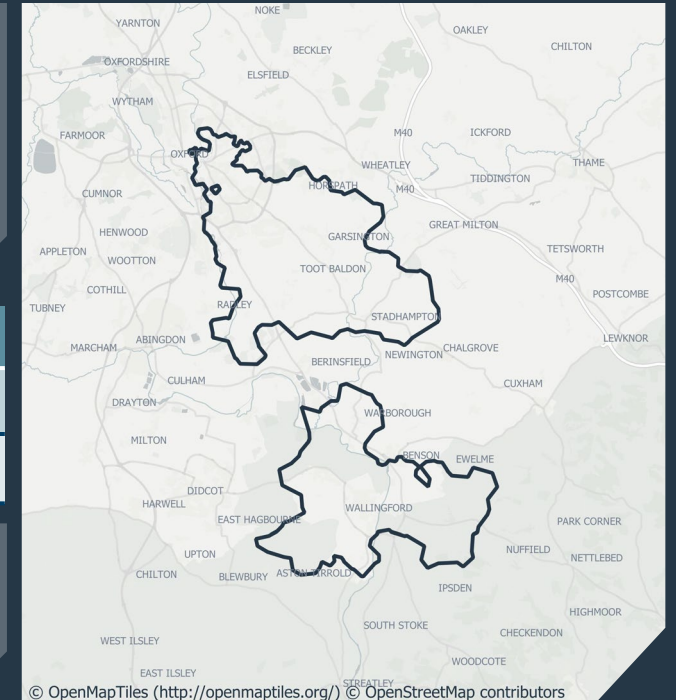 NOKE
YARNTON
OAKLEY
BECKLEY
CHILTON
OXFORDSHIRE
ELSFIELD
WYTHAM
FARMOOR
M40
ICKFORD
OXFORD
WHEATLEY
THAME
HORSPATH
M40
TIDDINGTON
CUMNOR
HENWOOD
GARSINGTON
GREAT MILTON
APPLETON
WOOTTON
TETSWORTH
TOOT BALDON
M40
COTHILL
POSTCOMBE
TUBNEY
RADLEY
STADHAMPTON
MARCHAM
ABINGDON
LEWKNOR
BERINSFIELD
NEWINGTON
CHALGROVE
CULHAM
CUXHAM
DRAYTON
WARBOROUGH
MILTON
BENSON
EWELME
DIDCOT
HARWELL
WALLINGFORD
EAST HAGBOURNE
PARK CORNER
UPTON
NUFFIELD
NETTLEBED
CHILTON
BLEWBURY
ASTON TIRROLD
IPSDEN
HIGHMOOR
SOUTH STOKE
CHECKENDON
WEST ILSLEY
WOODCOTE
EAST ILSLEY
STREATLEY
© OpenMapTiles (http://openmaptiles.org/) © OpenStreetMap contributors